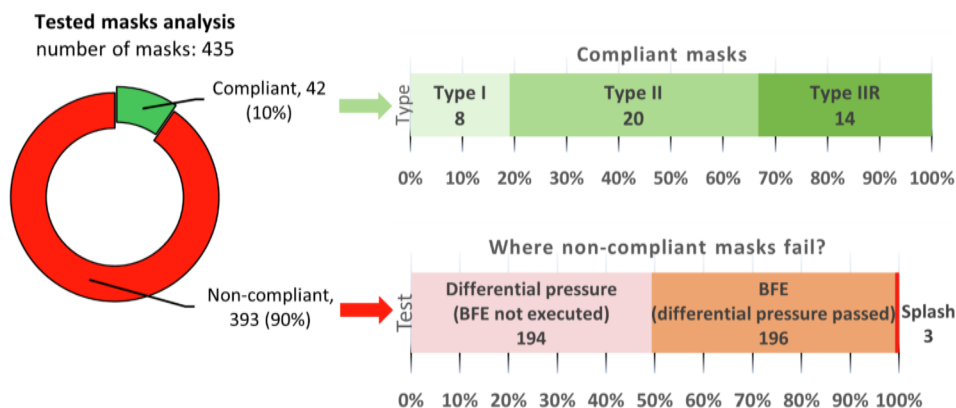 Tested masks analysis
number of masks: 435
Compliant, 42
(10%)
Non-compliant,
393 (90%)
Compliant masks
Type
Type I
8
Type II
20
Type IIR
14
0% 10% 20% 30% 40% 50% 60% 70% 80% 90% 100%
Where non-compliant masks fail?
Test
Differential pressure
(BFE not executed)
194
BFE
(differential pressure passed)
196
Splash
3
0% 10% 20% 30% 40% 50% 60% 70% 80% 90% 100%